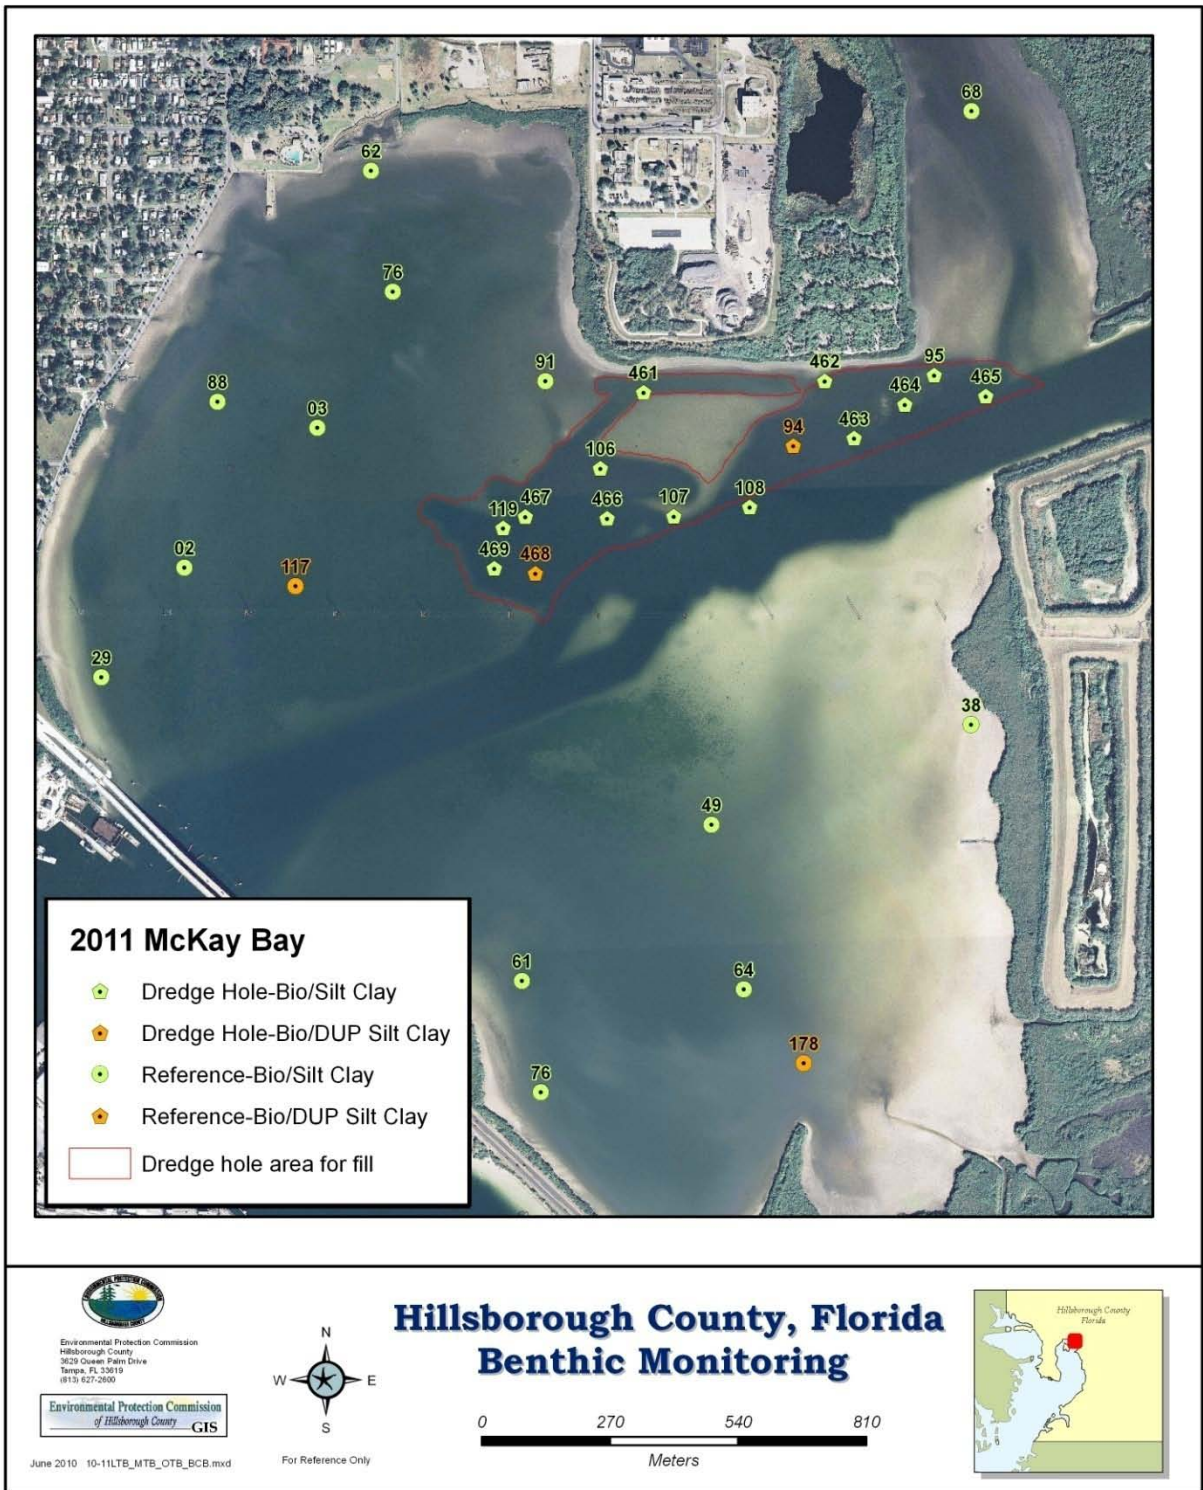 68
62
76
91
462
95
461
464
465
88
03
94
463
106
467
107
108
119
466
469
468
02
117
29
38
49
61
64
178
76
2011 McKay Bay
Dredge Hole-Bio/Silt Clay
Dredge Hole-Bio/DUP Silt Clay
Reference-Bio/Silt Clay
Reference-Bio/DUP Silt Clay
Dredge hole area for fill
ENVIRONMENTAL PROTECTION COMMISSION
HILLSBOROUGH COUNTY
Environmental Protection Commission
Hillsborough County
3629 Queen Palm Drive
Tampa, FL 33619
(813) 627-2600
Environmental Protection Commission
of Hillsborough County
GIS
June 2010 10-11LTB_MTB_OTB_BCB.mxd
N
W E
S
For Reference Only
Hillsborough County, Florida
Benthic Monitoring
0 270 540 810
Meters
Hillsborough County
Florida